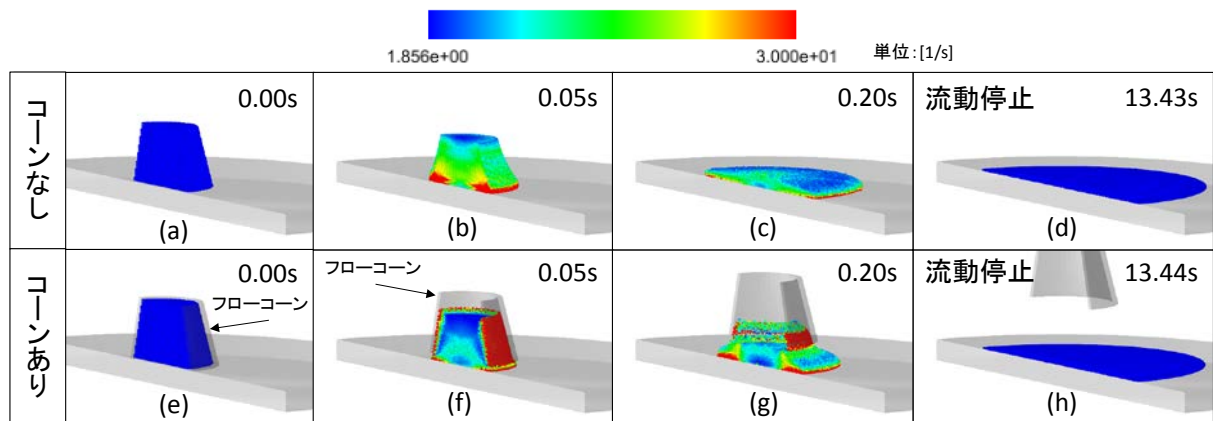 1.856e+00
3.000e+01
単位:[1/s]
コーンなし
0.00s
(a)
0.05s
(b)
0.20s
(c)
流動停止
13.43s
(d)
コーンあり
0.00s
フローコーン
(e)
フローコーン
0.05s
(f)
0.20s
(g)
流動停止
13.44s
(h)